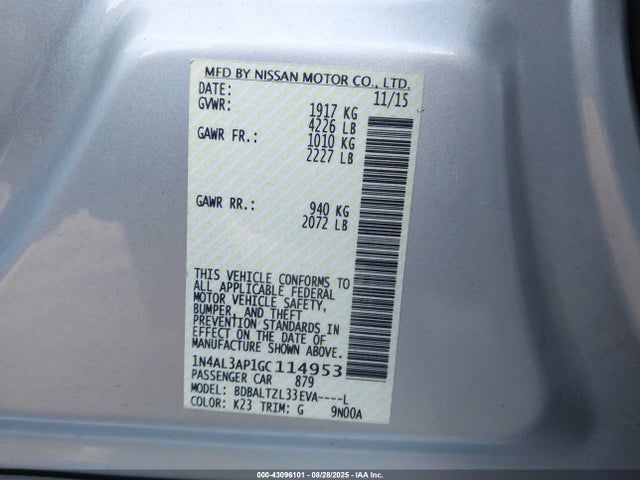 MFD BY NISSAN MOTOR CO., LTD.
DATE: 11/15
GVWR: 1917 KG
4226 LB
GAWR FR.: 1010 KG
2227 LB
GAWR RR.: 940 KG
2072 LB
THIS VEHICLE CONFORMS TO
ALL APPLICABLE FEDERAL
MOTOR VEHICLE SAFETY,
BUMPER, AND THEFT
PREVENTION STANDARDS IN
EFFECT ON THE DATE OF
MANUFACTURE SHOWN ABOVE.
1N4AL3AP1GC114953
PASSENGER CAR 879
MODEL: BDBALTZL33EVA----L
COLOR: K23 TRIM: G 9N00A
000-43096101 - 08/28/2025 - IAA Inc.